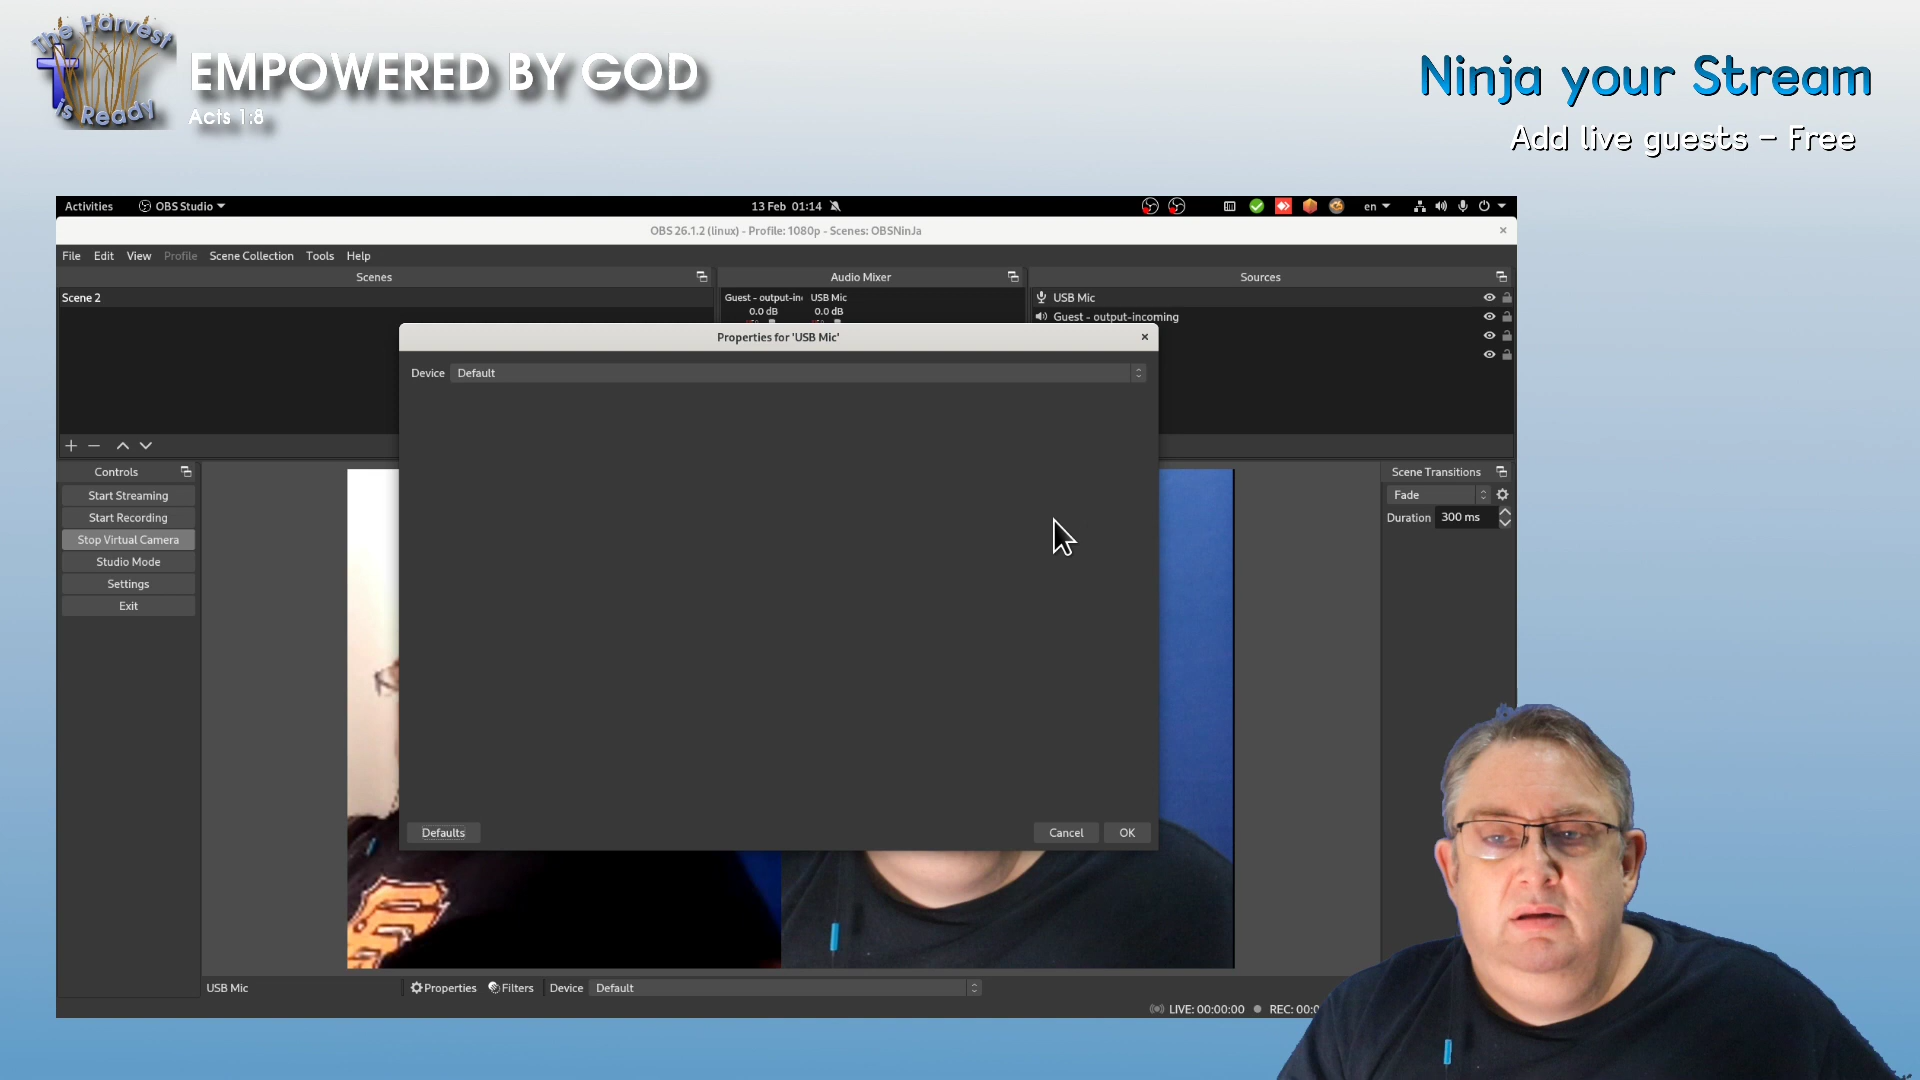 The Harvest
is Ready
EMPOWERED BY GOD
Acts 1:8
Ninja your Stream
Add live guests – Free
Activities
OBS Studio
13 Feb 01:14
en
OBS 26.1.2 (linux) - Profile: 1080p - Scenes: OBSNinJa
File Edit View Profile Scene Collection Tools Help
Scenes
Audio Mixer
Sources
Scene 2
Guest - output-in
USB Mic
0.0 dB
0.0 dB
USB Mic
Guest - output-incoming
Properties for 'USB Mic'
Device Default
Defaults
Cancel
OK
Controls
Start Streaming
Start Recording
Stop Virtual Camera
Studio Mode
Settings
Exit
Scene Transitions
Fade
Duration 300 ms
USB Mic
Properties
Filters
Device Default
LIVE: 00:00:00
REC: 00:0